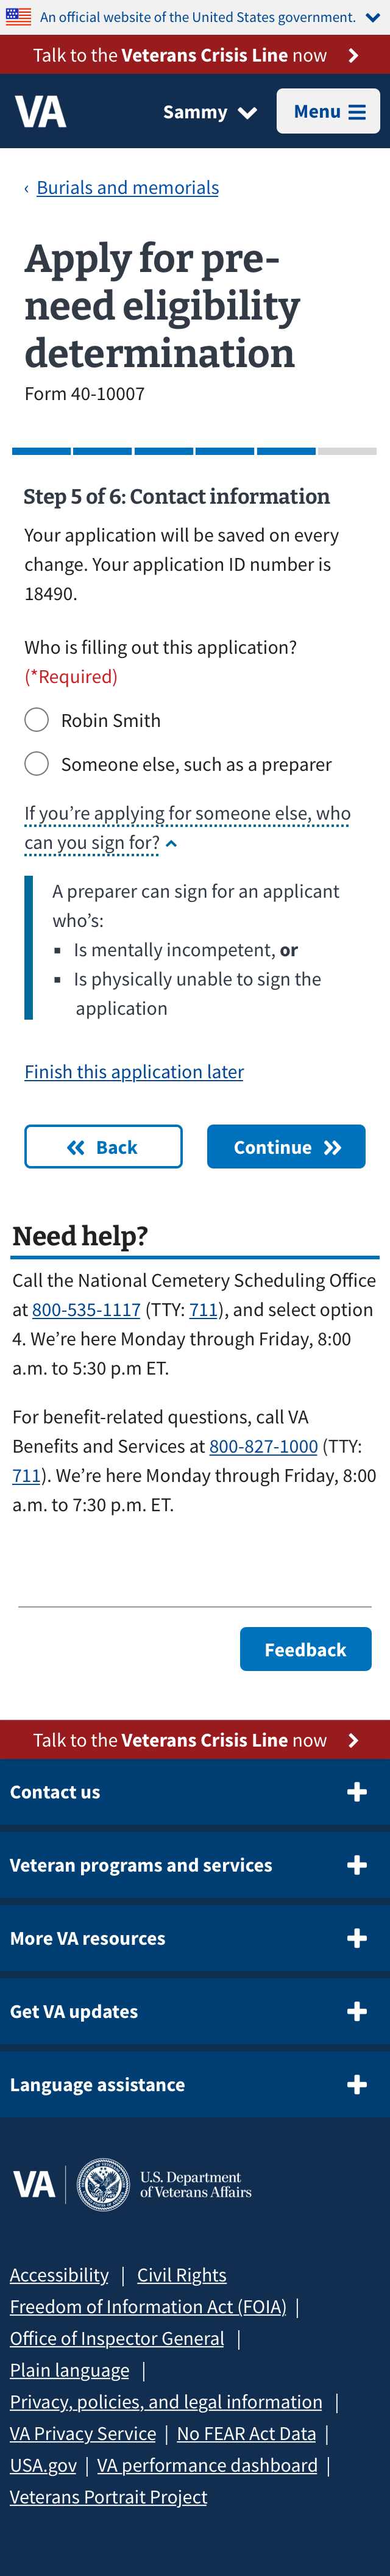 An official website of the United States government.
Talk to the Veterans Crisis Line now
VA
Sammy
Menu
‹ Burials and memorials
Apply for pre-
need eligibility
determination
Form 40-10007
Step 5 of 6: Contact information
Your application will be saved on every
change. Your application ID number is
18490.
Who is filling out this application?
(*Required)
Robin Smith
Someone else, such as a preparer
If you’re applying for someone else, who
can you sign for?
A preparer can sign for an applicant
who’s:
▪ Is mentally incompetent, or
▪ Is physically unable to sign the
application
Finish this application later
Back
Continue
Need help?
Call the National Cemetery Scheduling Office
at 800-535-1117 (TTY: 711), and select option
4. We’re here Monday through Friday, 8:00
a.m. to 5:30 p.m ET.
For benefit-related questions, call VA
Benefits and Services at 800-827-1000 (TTY:
711). We’re here Monday through Friday, 8:00
a.m. to 7:30 p.m. ET.
Feedback
Talk to the Veterans Crisis Line now
Contact us
Veteran programs and services
More VA resources
Get VA updates
Language assistance
VA
U.S. Department
of Veterans Affairs
Accessibility | Civil Rights
Freedom of Information Act (FOIA) |
Office of Inspector General |
Plain language |
Privacy, policies, and legal information |
VA Privacy Service | No FEAR Act Data |
USA.gov | VA performance dashboard |
Veterans Portrait Project